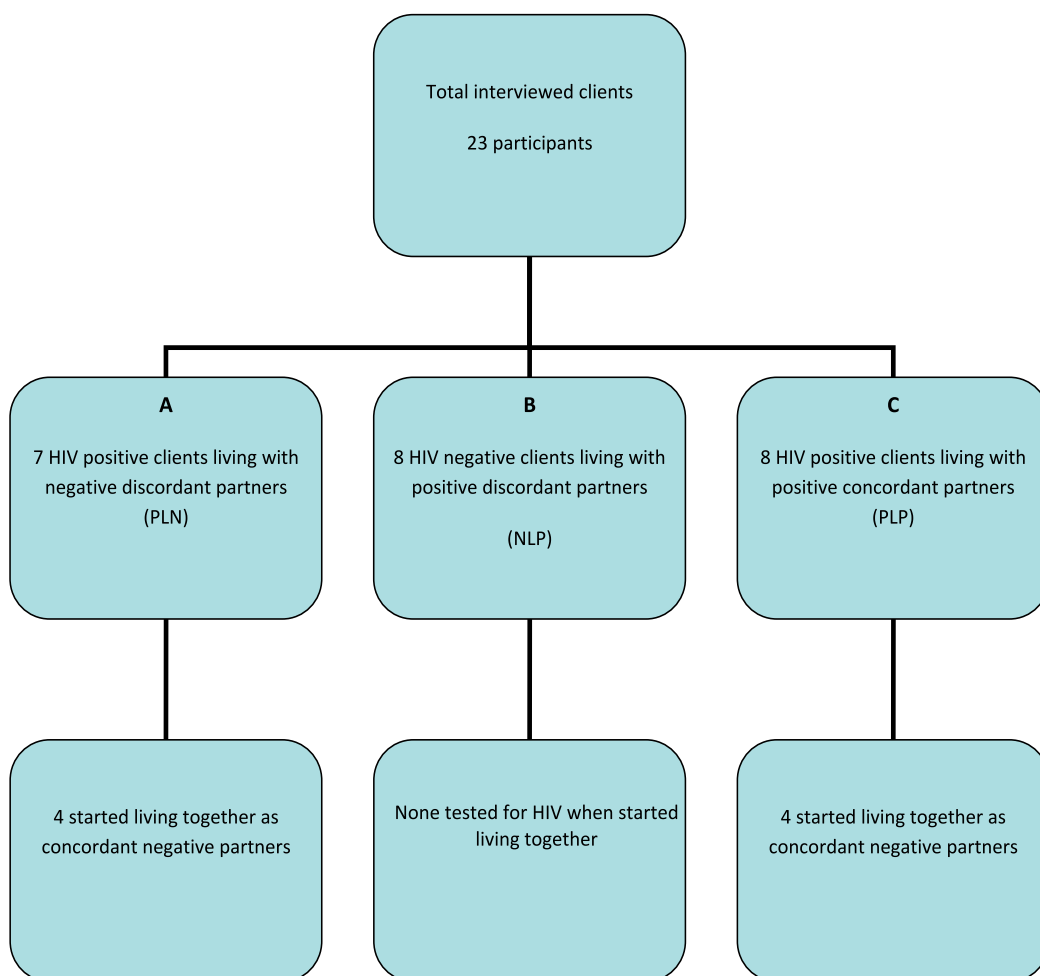 Total interviewed clients
23 participants
A
7 HIV positive clients living with
negative discordant partners
(PLN)
B
8 HIV negative clients living with
positive discordant partners
(NLP)
C
8 HIV positive clients living with
positive concordant partners
(PLP)
4 started living together as
concordant negative partners
None tested for HIV when started
living together
4 started living together as
concordant negative partners